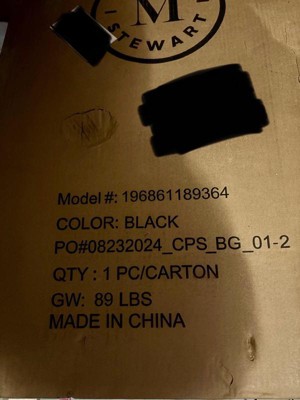 M
STEWART
Model #: 196861189364
COLOR: BLACK
PO#08232024_CPS_BG_01-2
QTY : 1 PC/CARTON
GW: 89 LBS
MADE IN CHINA